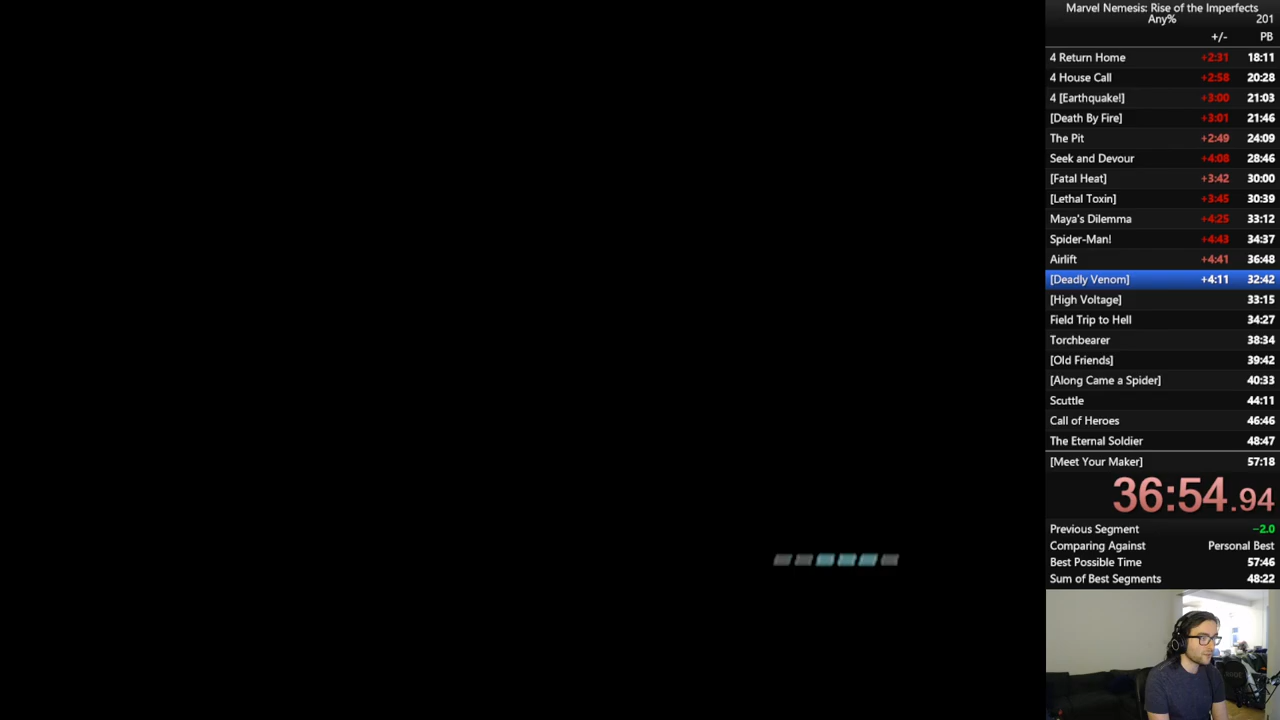 Marvel Nemesis: Rise of the Imperfects
Any% 201
+/- PB
4 Return Home +2:31 18:11
4 House Call +2:58 20:28
4 [Earthquake!] +3:00 21:03
[Death By Fire] +3:01 21:46
The Pit +2:49 24:09
Seek and Devour +4:08 28:46
[Fatal Heat] +3:42 30:00
[Lethal Toxin] +3:45 30:39
Maya's Dilemma +4:25 33:12
Spider-Man! +4:43 34:37
Airlift +4:41 36:48
[Deadly Venom] +4:11 32:42
[High Voltage] 33:15
Field Trip to Hell 34:27
Torchbearer 38:34
[Old Friends] 39:42
[Along Came a Spider] 40:33
Scuttle 44:11
Call of Heroes 46:46
The Eternal Soldier 48:47
[Meet Your Maker] 57:18
36:54.94
Previous Segment −2.0
Comparing Against Personal Best
Best Possible Time 57:46
Sum of Best Segments 48:22